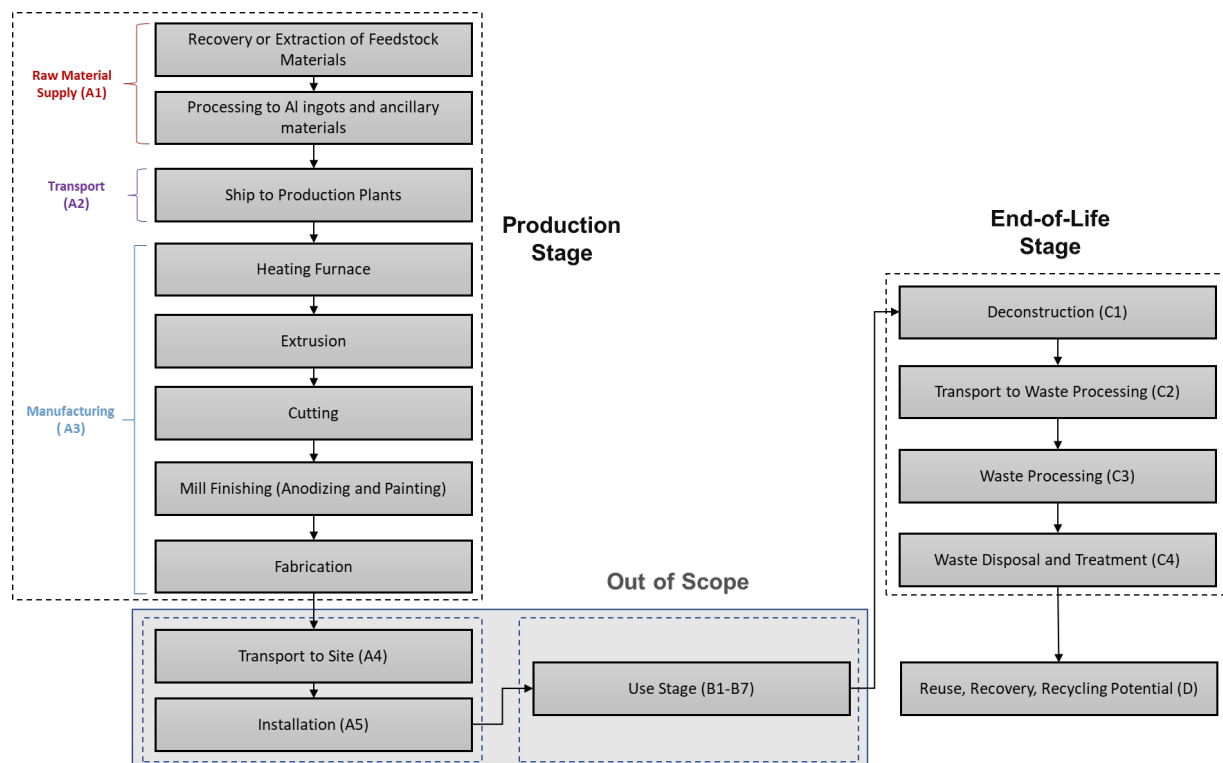 Raw Material
Supply (A1)
Recovery or Extraction of Feedstock
Materials
Processing to Al ingots and ancillary
materials
Transport
(A2)
Ship to Production Plants
Production
Stage
Manufacturing
( A3)
Heating Furnace
Extrusion
Cutting
Mill Finishing (Anodizing and Painting)
Fabrication
Out of Scope
Transport to Site (A4)
Installation (A5)
Use Stage (B1-B7)
End-of-Life
Stage
Deconstruction (C1)
Transport to Waste Processing (C2)
Waste Processing (C3)
Waste Disposal and Treatment (C4)
Reuse, Recovery, Recycling Potential (D)